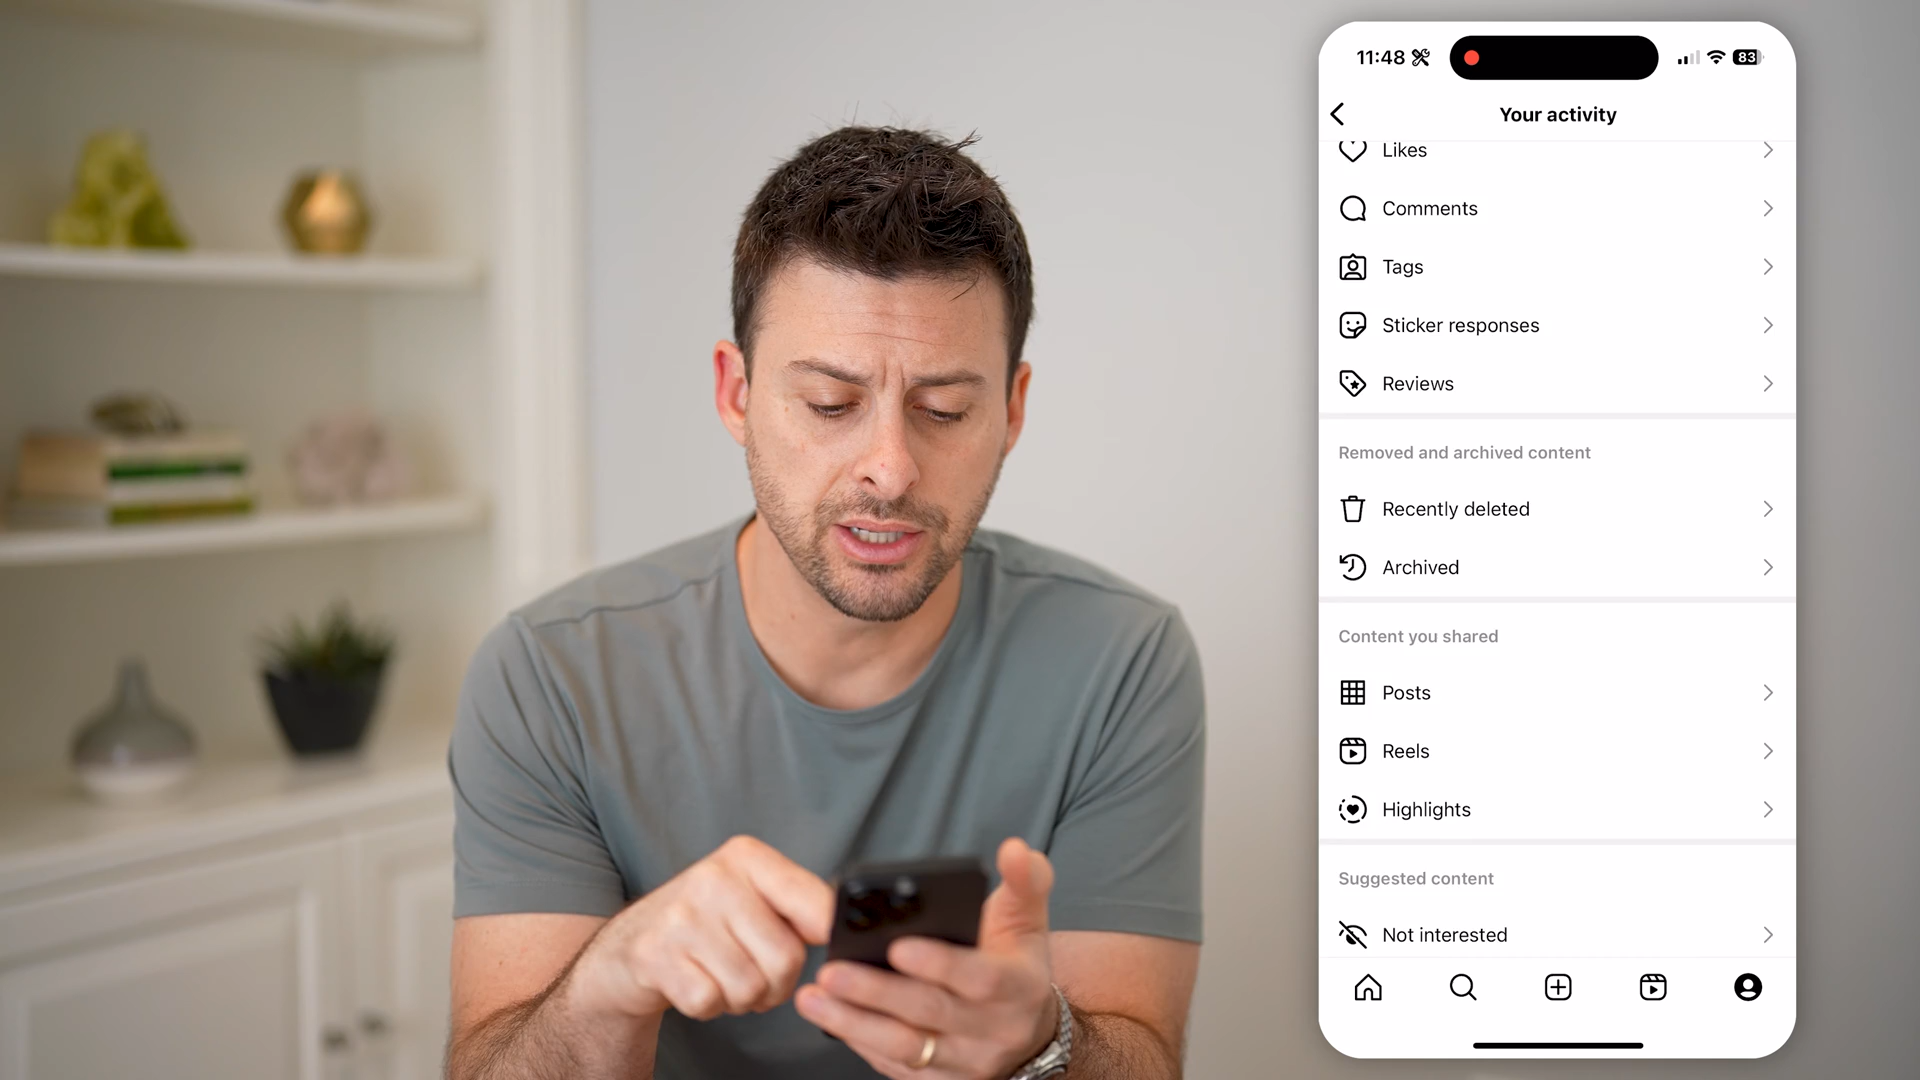 11:48
83
Your activity
Likes
Comments
Tags
Sticker responses
Reviews
Removed and archived content
Recently deleted
Archived
Content you shared
Posts
Reels
Highlights
Suggested content
Not interested